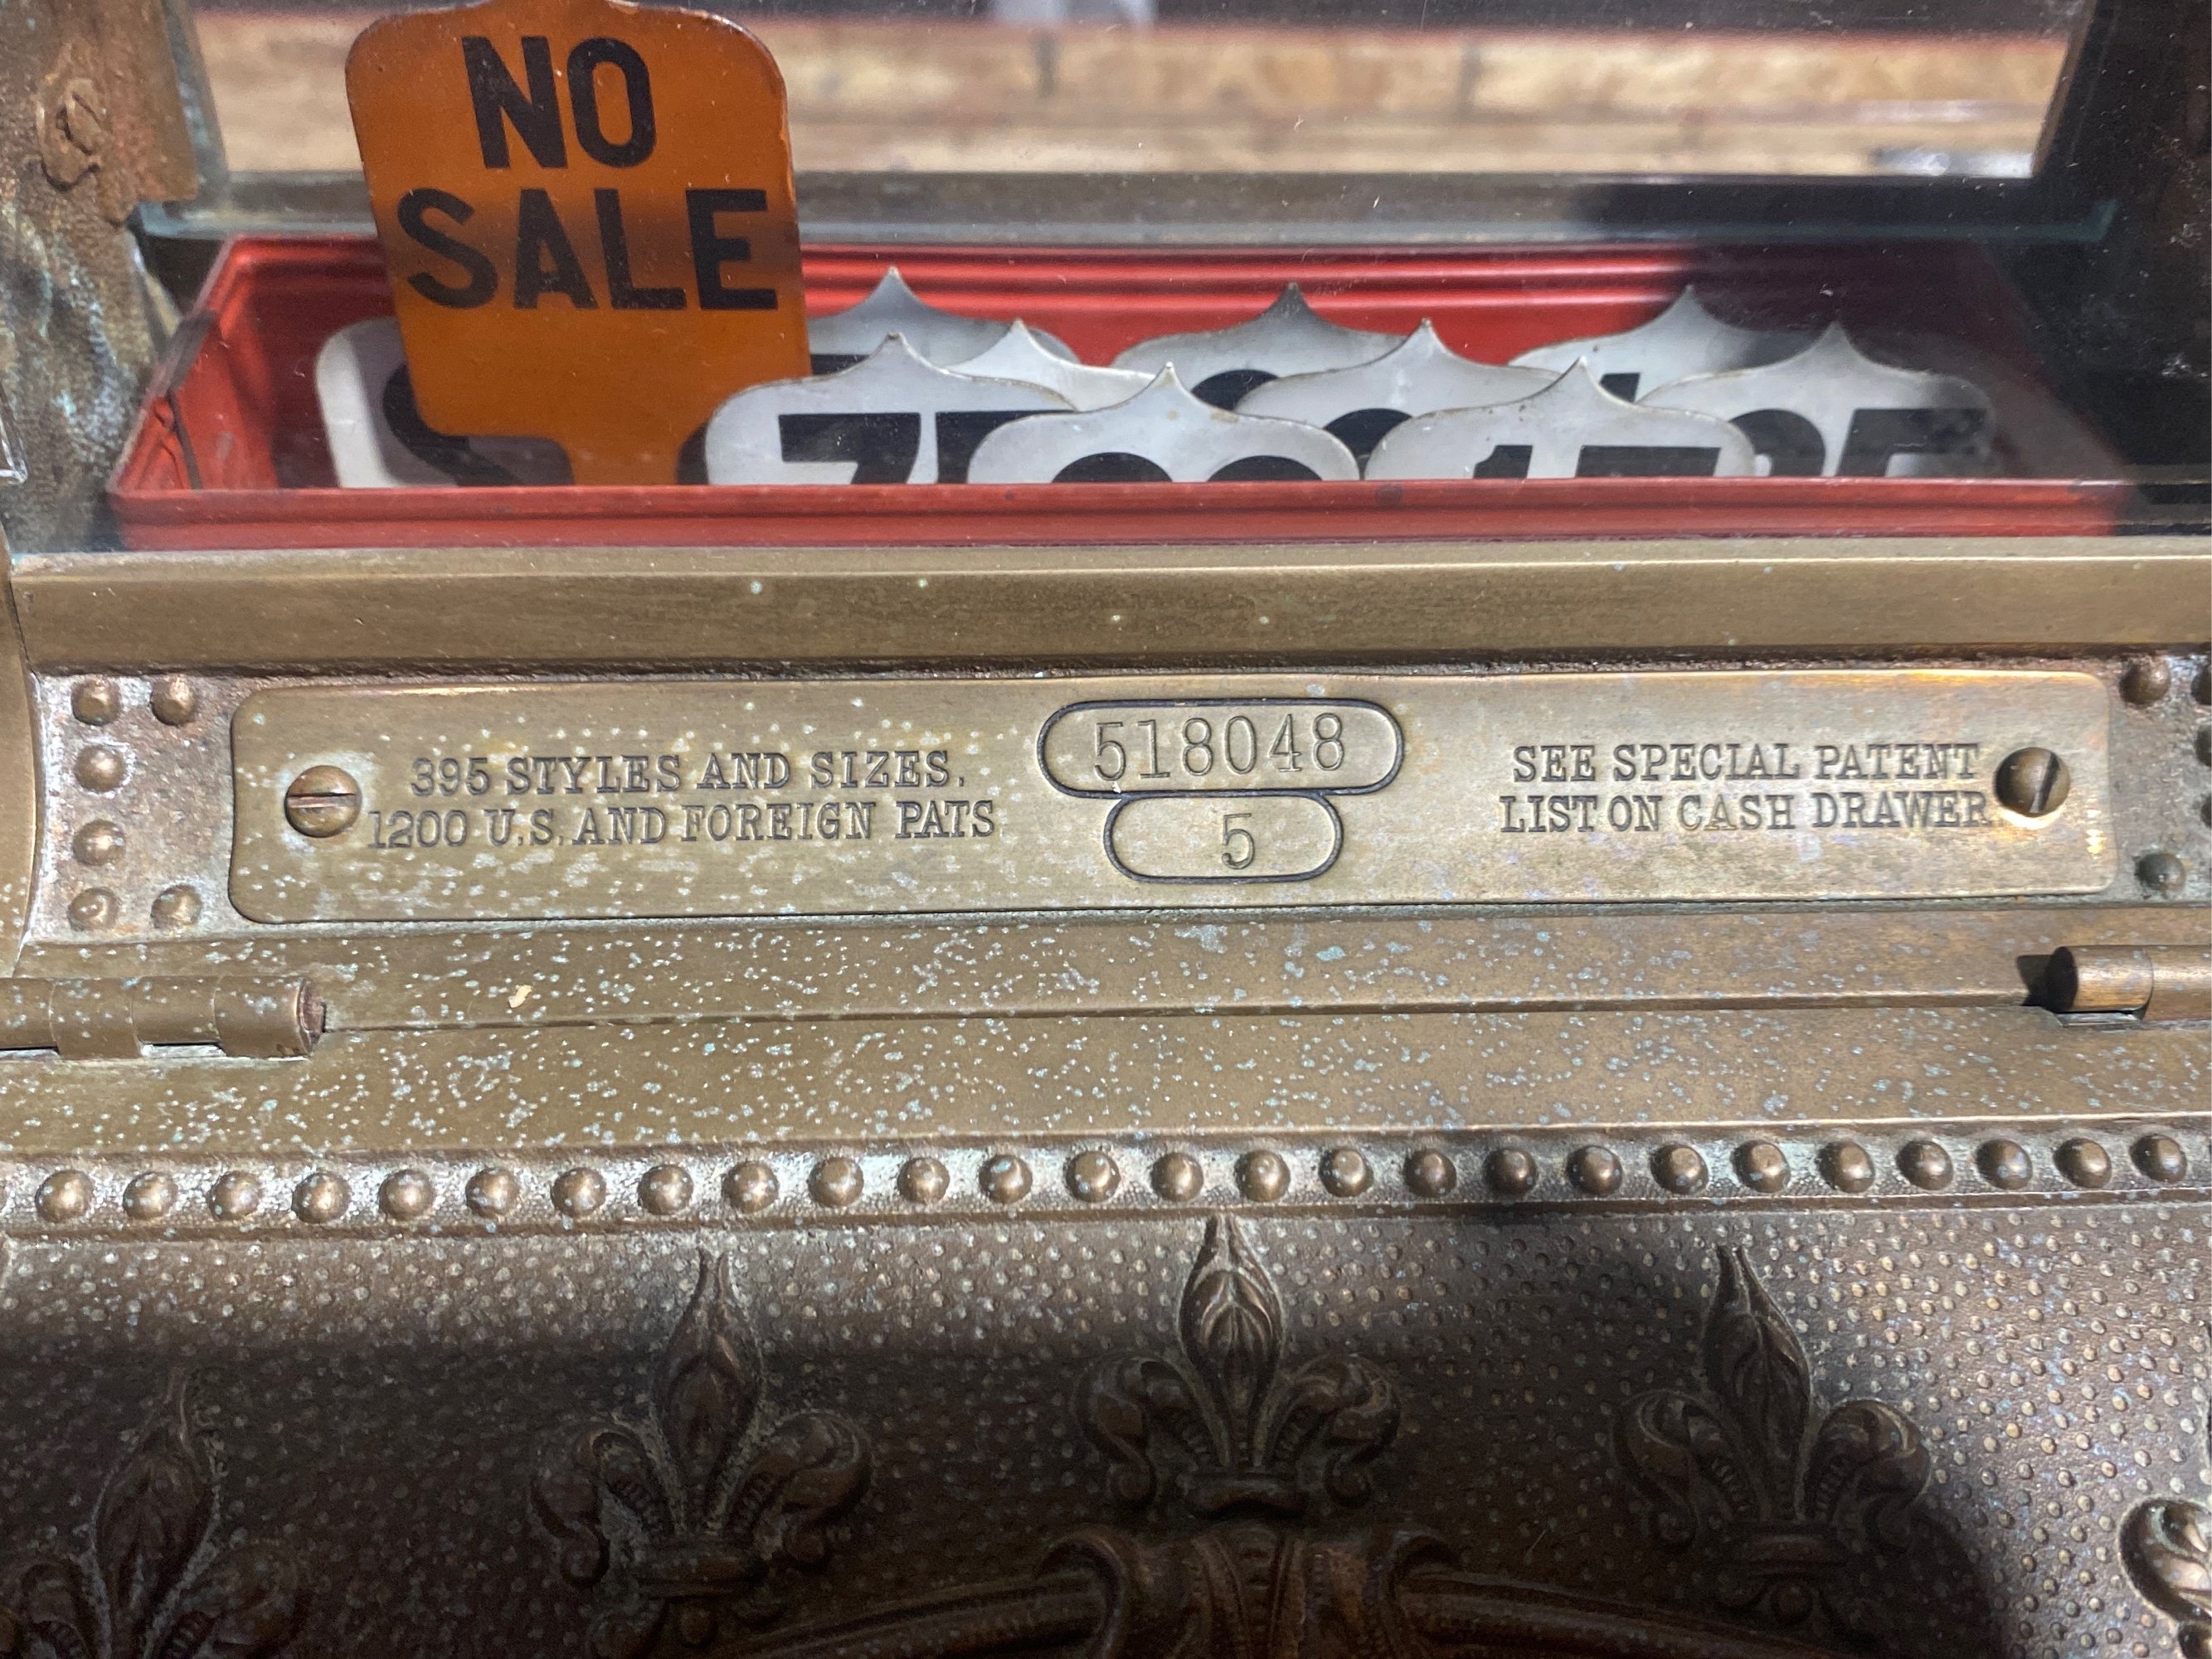 NO
SALE
395 STYLES AND SIZES.
1200 U.S. AND FOREIGN PATS
518048
5
SEE SPECIAL PATENT
LIST ON CASH DRAWER